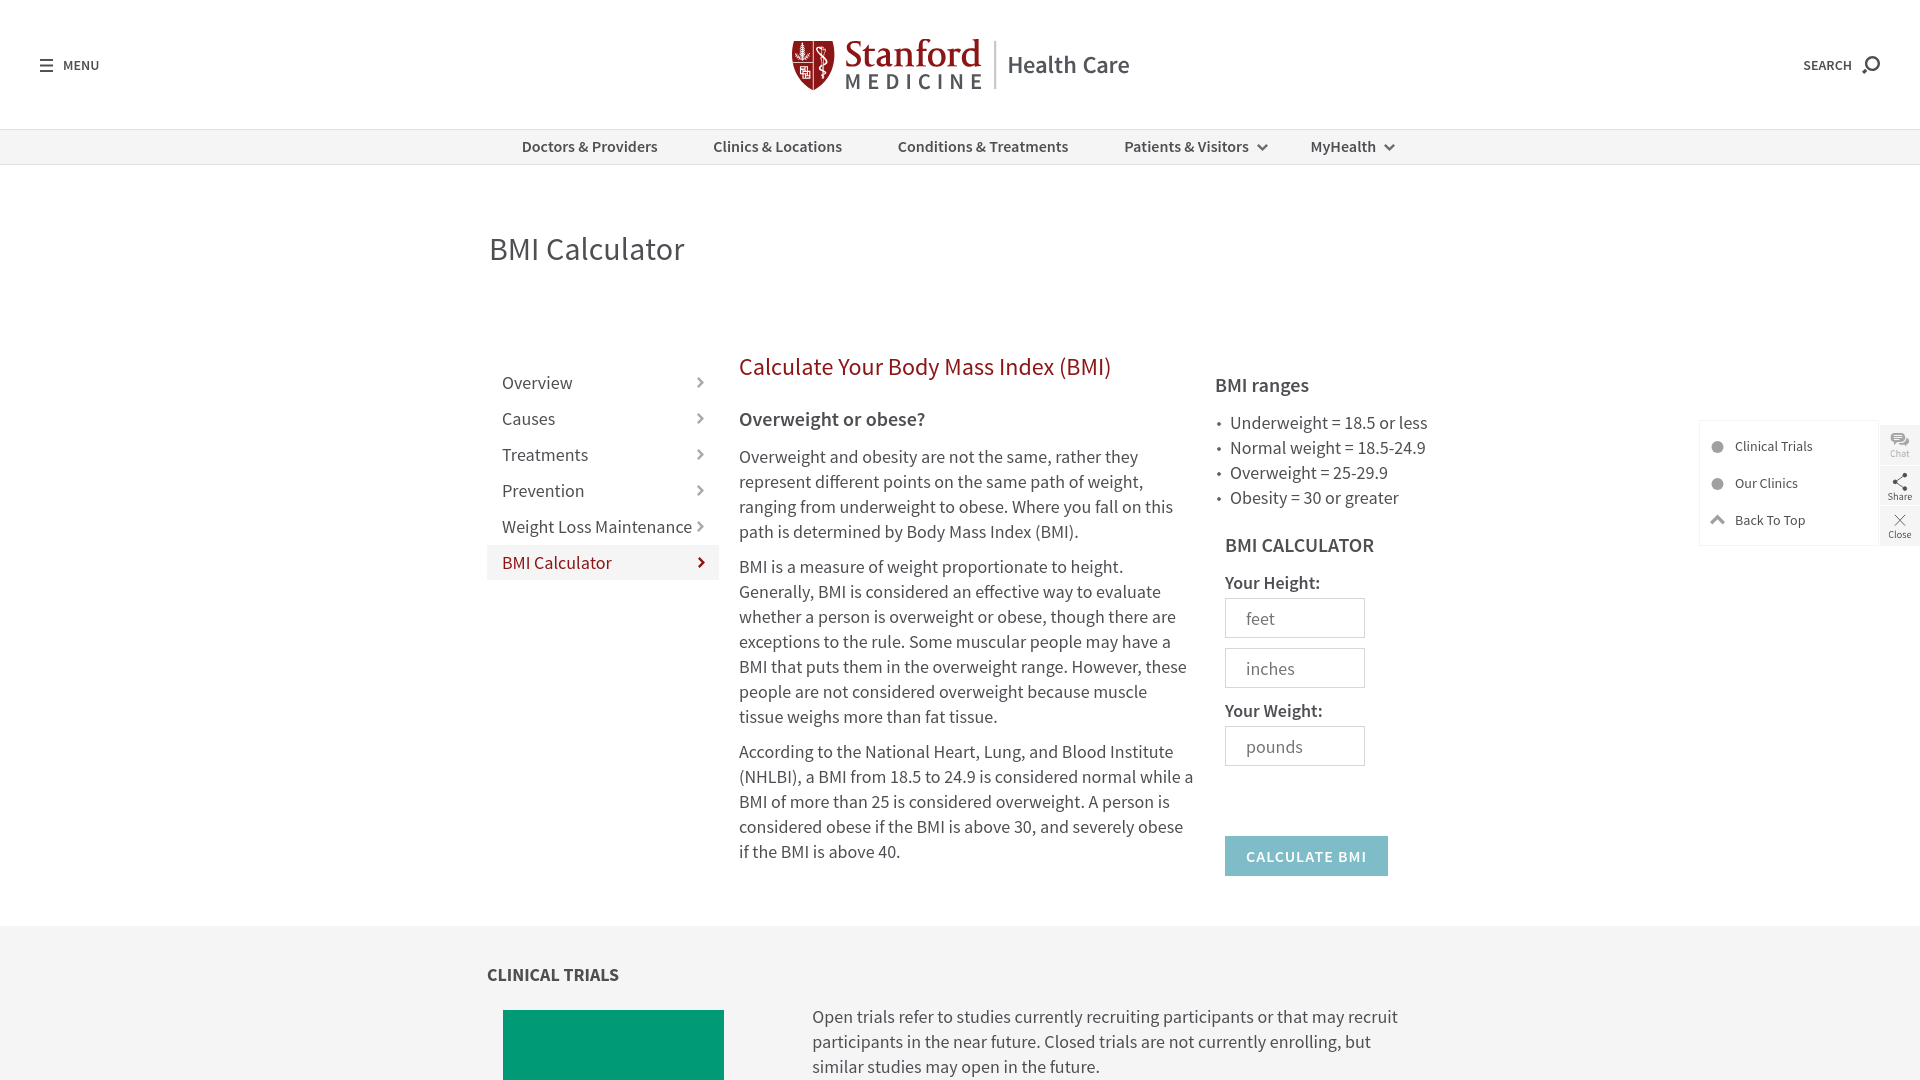 MENU
Stanford
MEDICINE
Health Care
SEARCH
Doctors & Providers
Clinics & Locations
Conditions & Treatments
Patients & Visitors
MyHealth
BMI Calculator
Overview
Causes
Treatments
Prevention
Weight Loss Maintenance
BMI Calculator
Calculate Your Body Mass Index (BMI)
Overweight or obese?
Overweight and obesity are not the same, rather they
represent different points on the same path of weight,
ranging from underweight to obese. Where you fall on this
path is determined by Body Mass Index (BMI).
BMI is a measure of weight proportionate to height.
Generally, BMI is considered an effective way to evaluate
whether a person is overweight or obese, though there are
exceptions to the rule. Some muscular people may have a
BMI that puts them in the overweight range. However, these
people are not considered overweight because muscle
tissue weighs more than fat tissue.
According to the National Heart, Lung, and Blood Institute
(NHLBI), a BMI from 18.5 to 24.9 is considered normal while a
BMI of more than 25 is considered overweight. A person is
considered obese if the BMI is above 30, and severely obese
if the BMI is above 40.
BMI ranges
• Underweight = 18.5 or less
• Normal weight = 18.5-24.9
• Overweight = 25-29.9
• Obesity = 30 or greater
BMI CALCULATOR
Your Height:
feet
inches
Your Weight:
pounds
CALCULATE BMI
Clinical Trials
Our Clinics
Back To Top
Chat
Share
Close
CLINICAL TRIALS
Open trials refer to studies currently recruiting participants or that may recruit
participants in the near future. Closed trials are not currently enrolling, but
similar studies may open in the future.